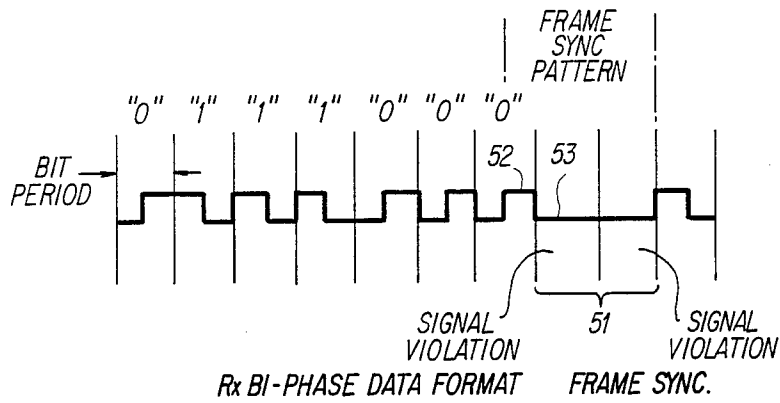 FRAME
SYNC
PATTERN
"0" "1" "1" "1" "0" "0" "0"
BIT
PERIOD
52
53
SIGNAL
VIOLATION
51
SIGNAL
VIOLATION
Rx BI-PHASE DATA FORMAT FRAME SYNC.